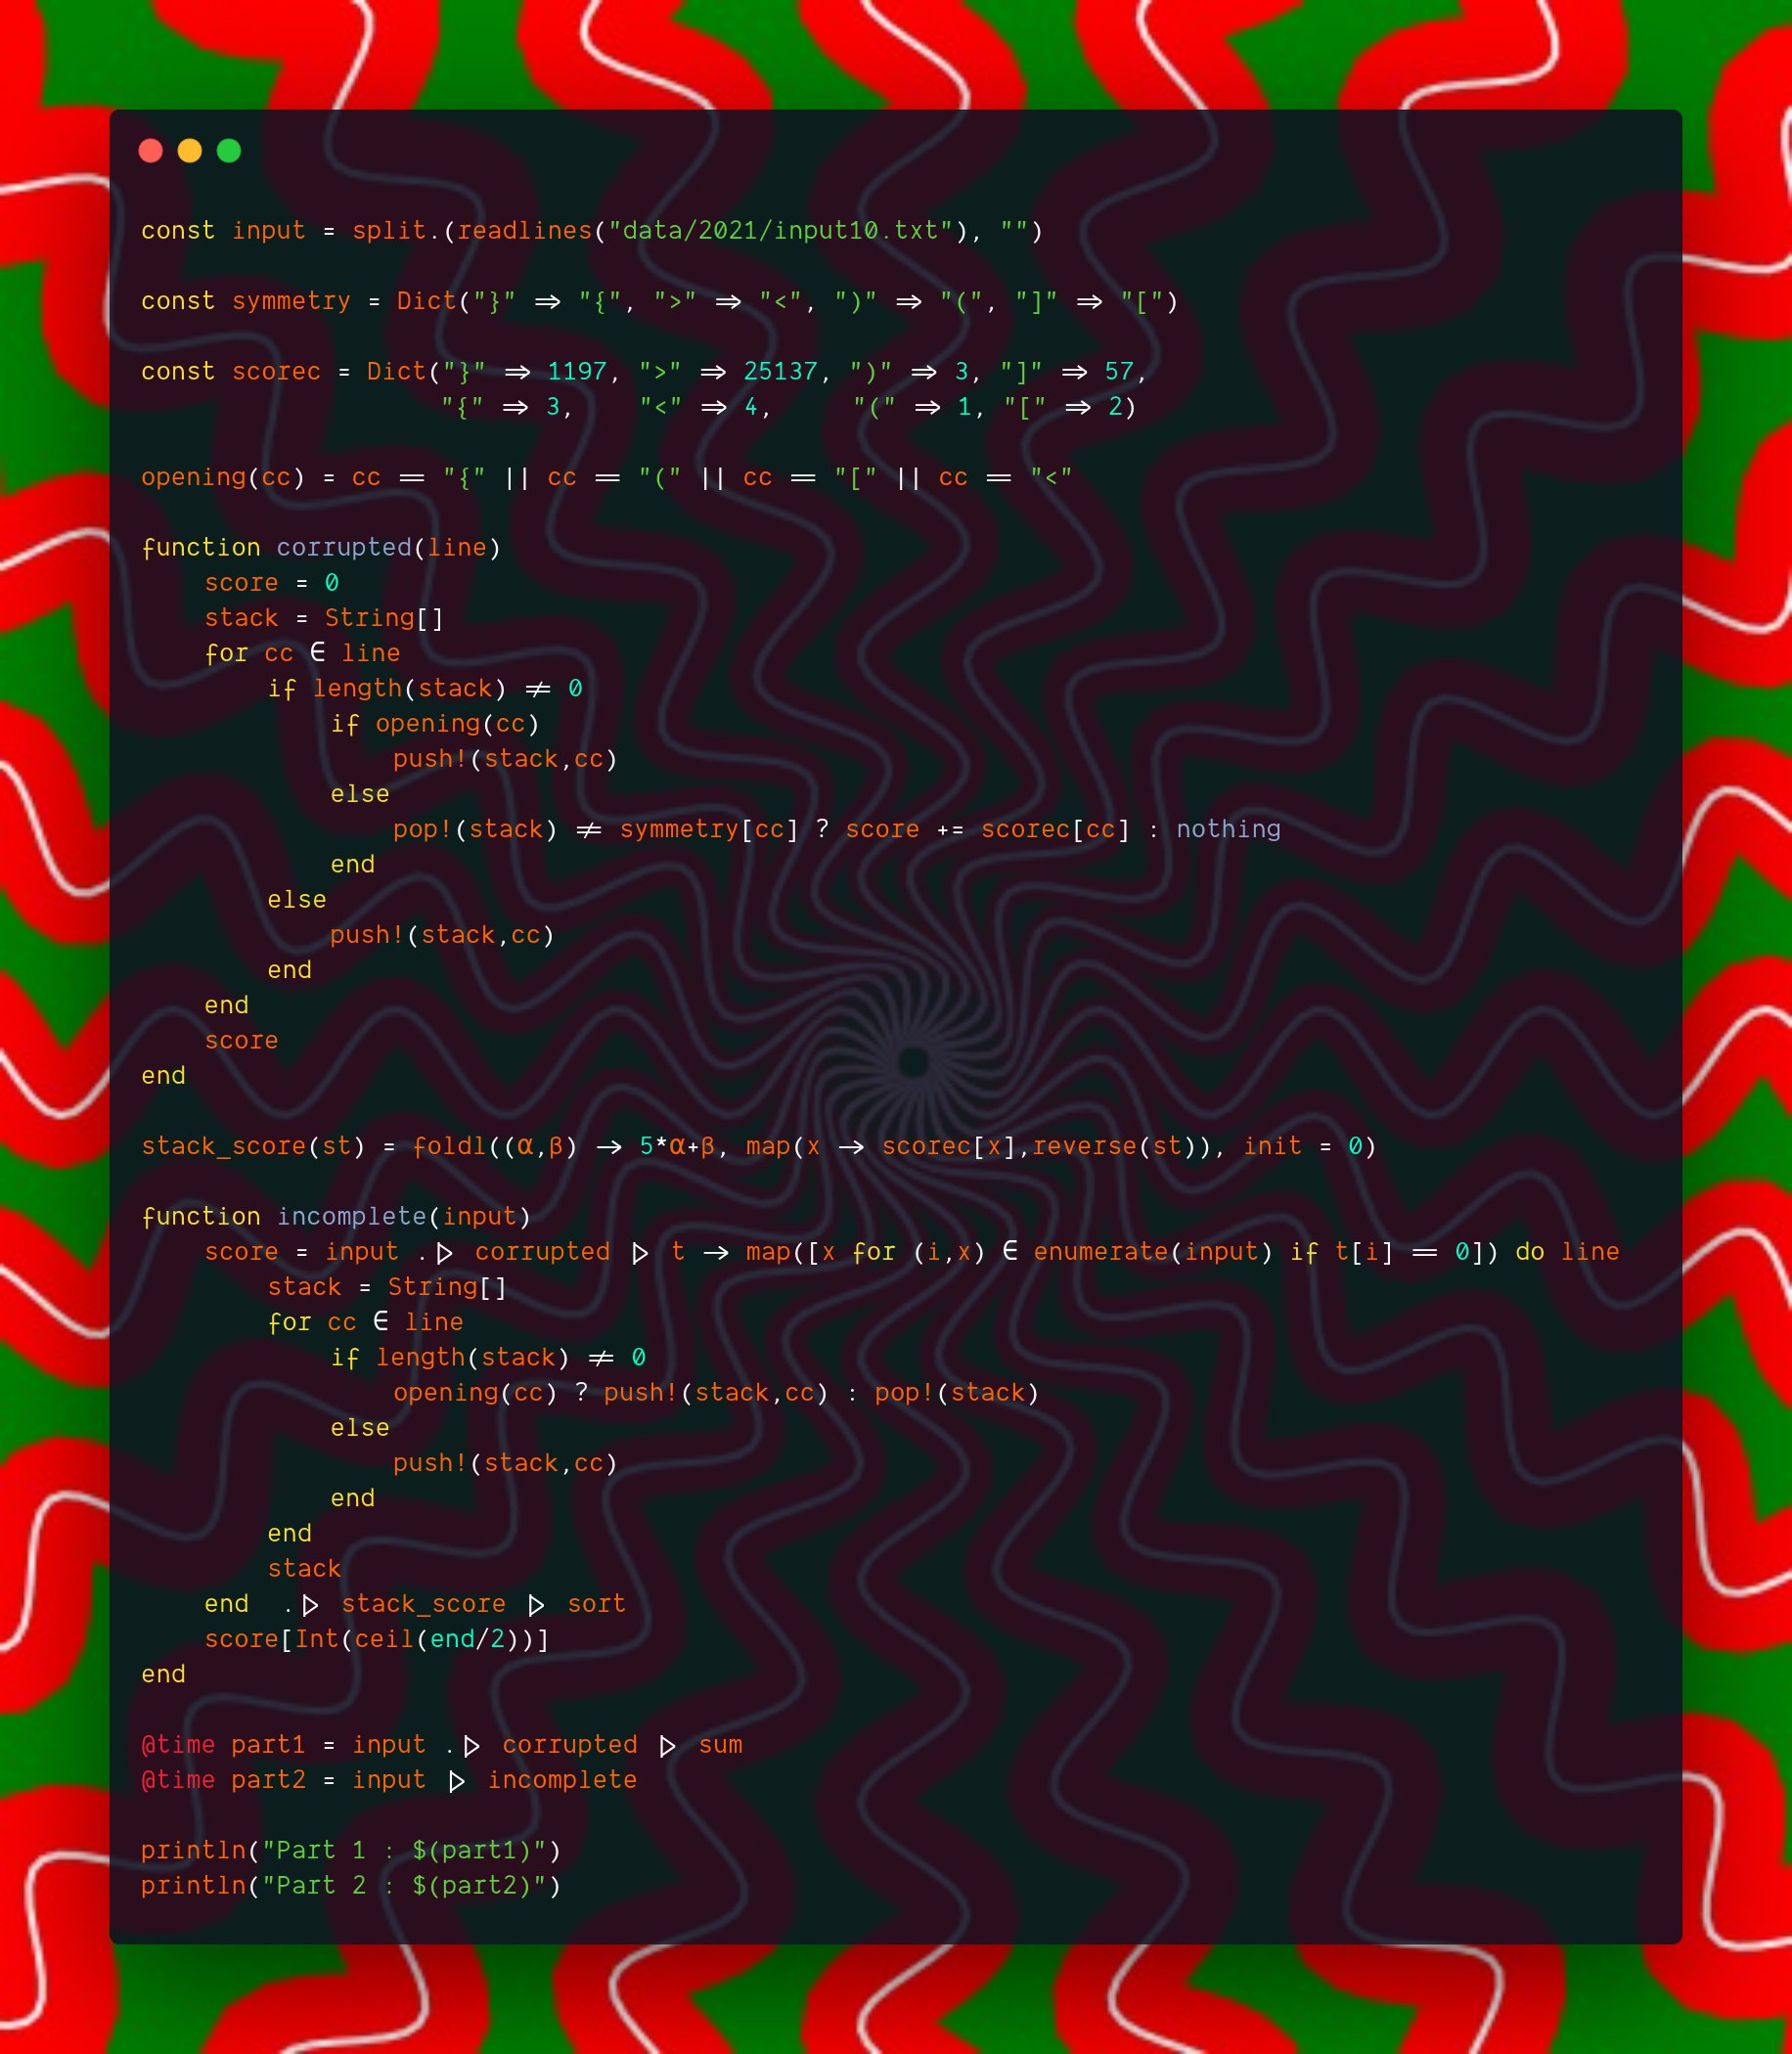 const input = split.(readlines("data/2021/input10.txt"), "")
const symmetry = Dict("}" => "{", ">" => "<", ")" => "(", "]" => "[")
const scorec = Dict("}" => 1197, ">" => 25137, ")" => 3, "]" => 57,
"{" => 3, "<" => 4, "(" => 1, "[" => 2)
opening(cc) = cc == "{" || cc == "(" || cc == "[" || cc == "<"
function corrupted(line)
score = 0
stack = String[]
for cc ∈ line
if length(stack) != 0
if opening(cc)
push!(stack,cc)
else
pop!(stack) != symmetry[cc] ? score += scorec[cc] : nothing
end
else
push!(stack,cc)
end
end
score
end
stack_score(st) = foldl((α,β) -> 5*α+β, map(x -> scorec[x],reverse(st)), init = 0)
function incomplete(input)
score = input .|> corrupted |> t -> map([x for (i,x) ∈ enumerate(input) if t[i] == 0]) do line
stack = String[]
for cc ∈ line
if length(stack) != 0
opening(cc) ? push!(stack,cc) : pop!(stack)
else
push!(stack,cc)
end
end
stack
end .|> stack_score |> sort
score[Int(ceil(end/2))]
end
@time part1 = input .|> corrupted |> sum
@time part2 = input |> incomplete
println("Part 1 : $(part1)")
println("Part 2 : $(part2)")